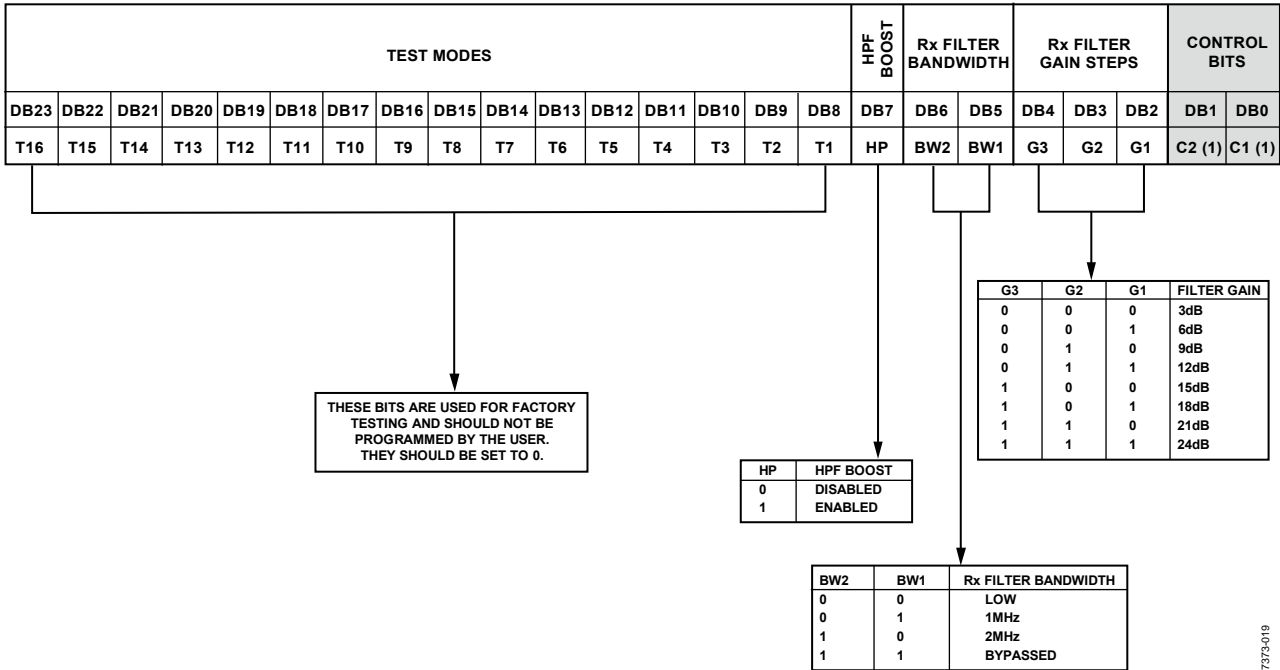 TEST MODES
HPF BOOST
Rx FILTER BANDWIDTH
Rx FILTER GAIN STEPS
CONTROL BITS
DB23 DB22 DB21 DB20 DB19 DB18 DB17 DB16 DB15 DB14 DB13 DB12 DB11 DB10 DB9 DB8 DB7 DB6 DB5 DB4 DB3 DB2 DB1 DB0
T16 T15 T14 T13 T12 T11 T10 T9 T8 T7 T6 T5 T4 T3 T2 T1 HP BW2 BW1 G3 G2 G1 C2 (1) C1 (1)
G3 G2 G1 FILTER GAIN
0 0 0 3dB
0 0 1 6dB
0 1 0 9dB
0 1 1 12dB
1 0 0 15dB
1 0 1 18dB
1 1 0 21dB
1 1 1 24dB
THESE BITS ARE USED FOR FACTORY
TESTING AND SHOULD NOT BE
PROGRAMMED BY THE USER.
THEY SHOULD BE SET TO 0.
HP HPF BOOST
0 DISABLED
1 ENABLED
BW2 BW1 Rx FILTER BANDWIDTH
0 0 LOW
0 1 1MHz
1 0 2MHz
1 1 BYPASSED
7373-019